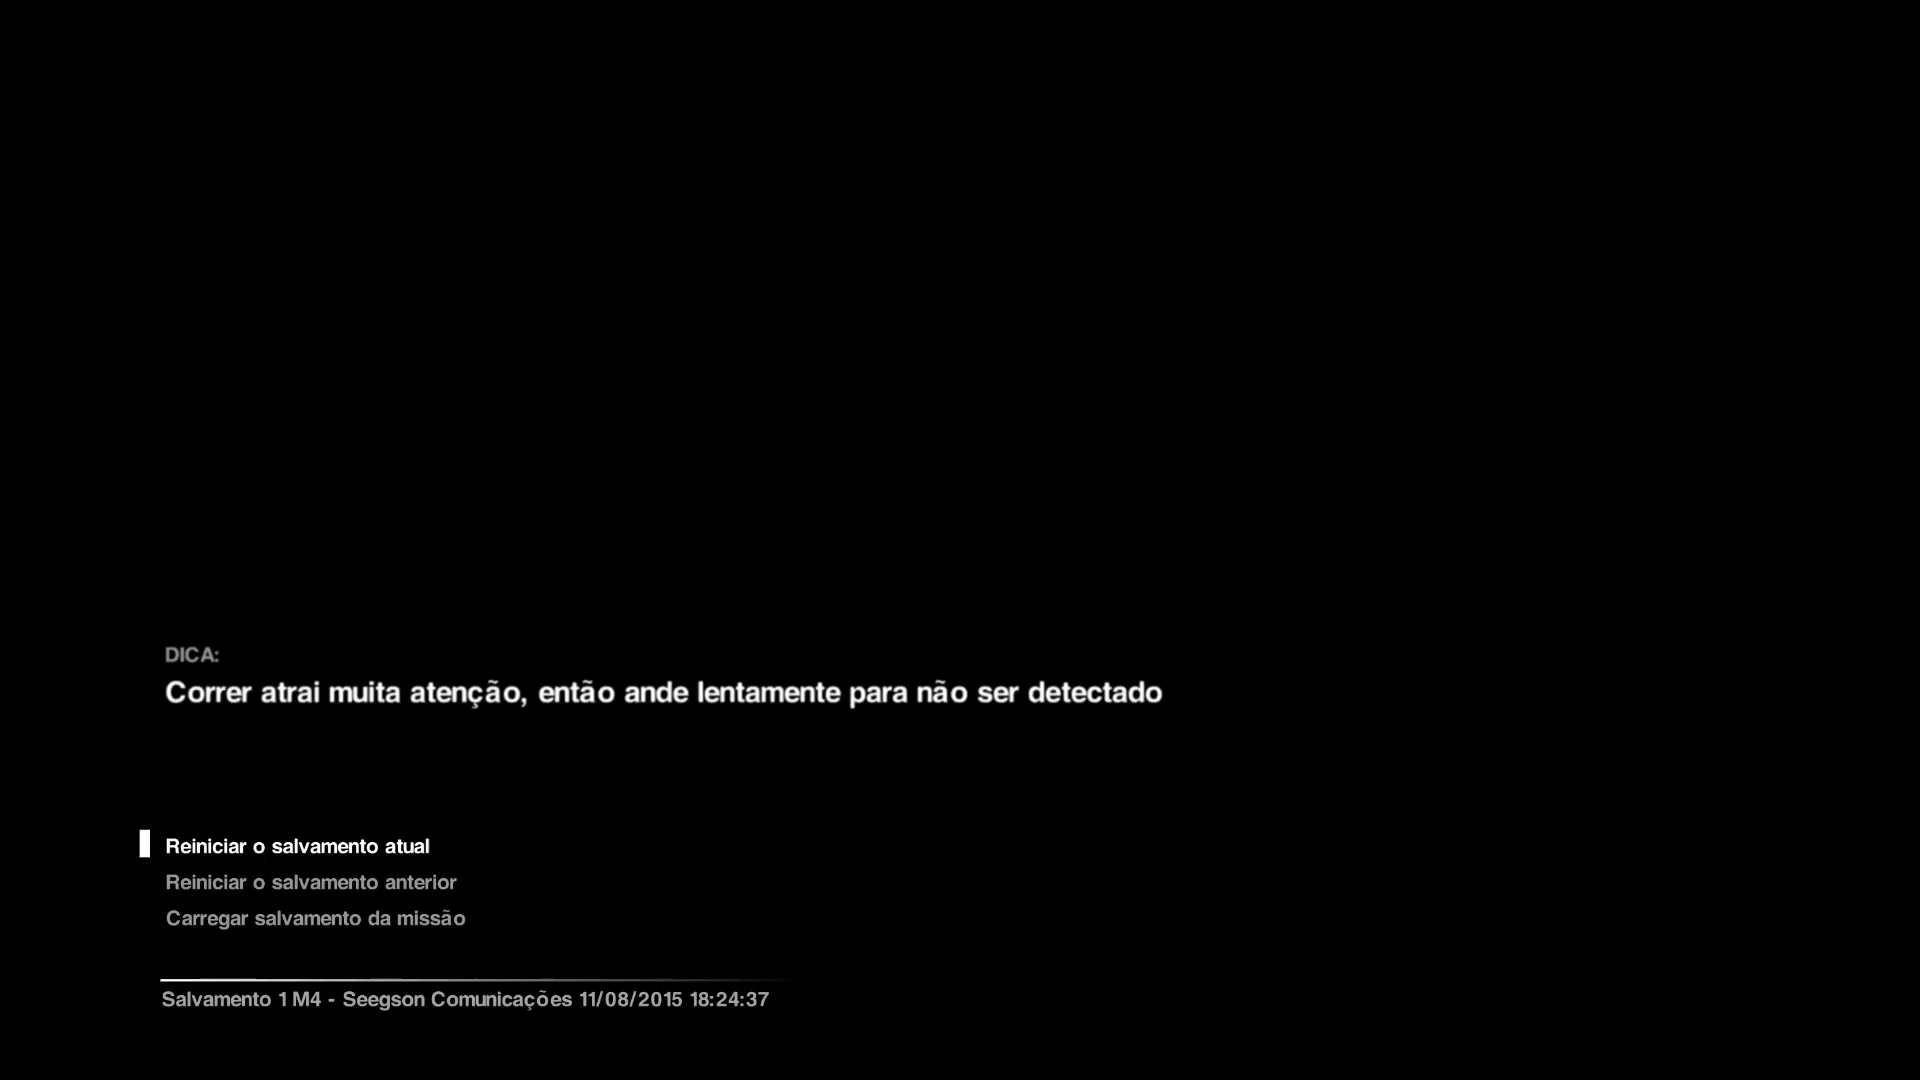 DICA:
Correr atrai muita atenção, então ande lentamente para não ser detectado
Reiniciar o salvamento atual
Reiniciar o salvamento anterior
Carregar salvamento da missão
Salvamento 1 M4 - Seegson Comunicações 11/08/2015 18:24:37